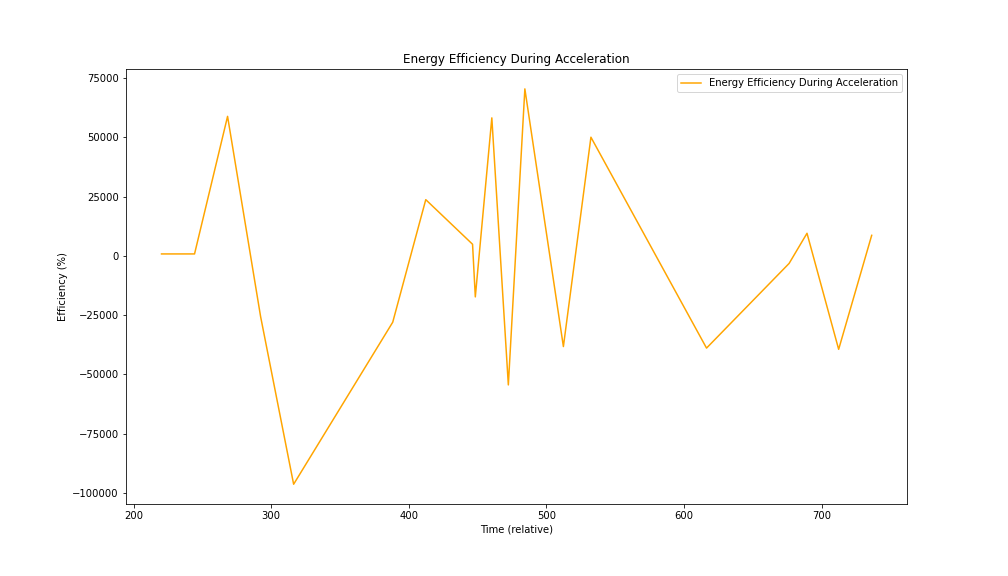 Energy Efficiency During Acceleration
Energy Efficiency During Acceleration
75000
50000
25000
0
−25000
−50000
−75000
−100000
Efficiency (%)
200 300 400 500 600 700
Time (relative)